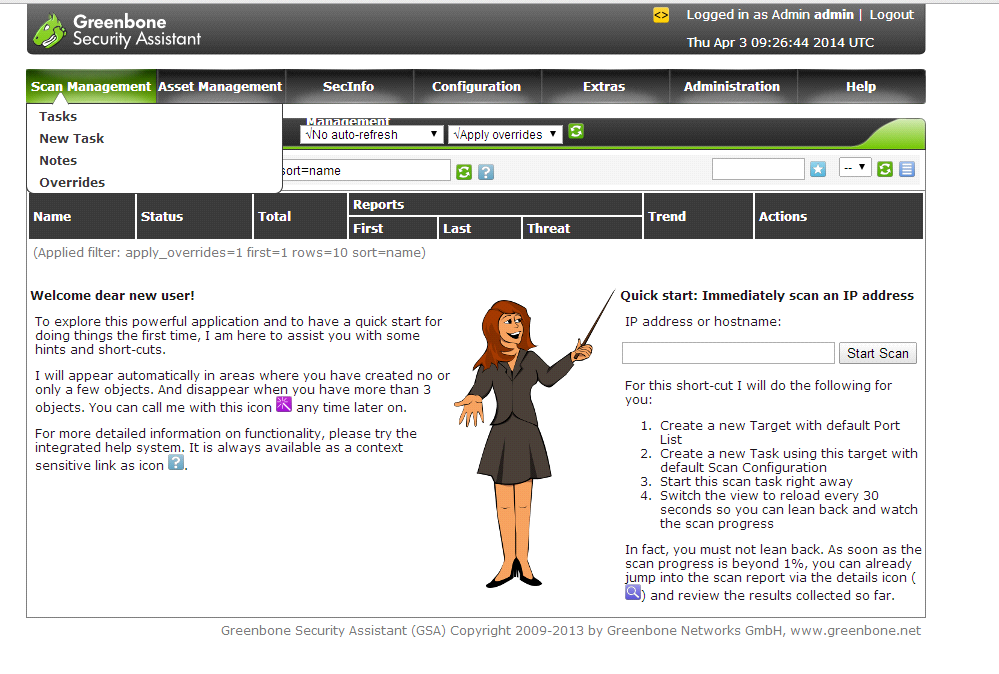 Greenbone
Security Assistant
<> Logged in as Admin admin | Logout
Thu Apr 3 09:26:44 2014 UTC
Scan Management Asset Management SecInfo Configuration Extras Administration Help
Tasks
New Task
Notes
Overrides
Management
√No auto-refresh √Apply overrides
sort=name ? --
Name Status Total Reports Trend Actions
First Last Threat
(Applied filter: apply_overrides=1 first=1 rows=10 sort=name)
Welcome dear new user!
To explore this powerful application and to have a quick start for
doing things the first time, I am here to assist you with some
hints and short-cuts.
I will appear automatically in areas where you have created no or
only a few objects. And disappear when you have more than 3
objects. You can call me with this icon any time later on.
For more detailed information on functionality, please try the
integrated help system. It is always available as a context
sensitive link as icon ?.
Quick start: Immediately scan an IP address
IP address or hostname:
Start Scan
For this short-cut I will do the following for
you:
1. Create a new Target with default Port
List
2. Create a new Task using this target with
default Scan Configuration
3. Start this scan task right away
4. Switch the view to reload every 30
seconds so you can lean back and watch
the scan progress
In fact, you must not lean back. As soon as the
scan progress is beyond 1%, you can already
jump into the scan report via the details icon (
) and review the results collected so far.
Greenbone Security Assistant (GSA) Copyright 2009-2013 by Greenbone Networks GmbH, www.greenbone.net